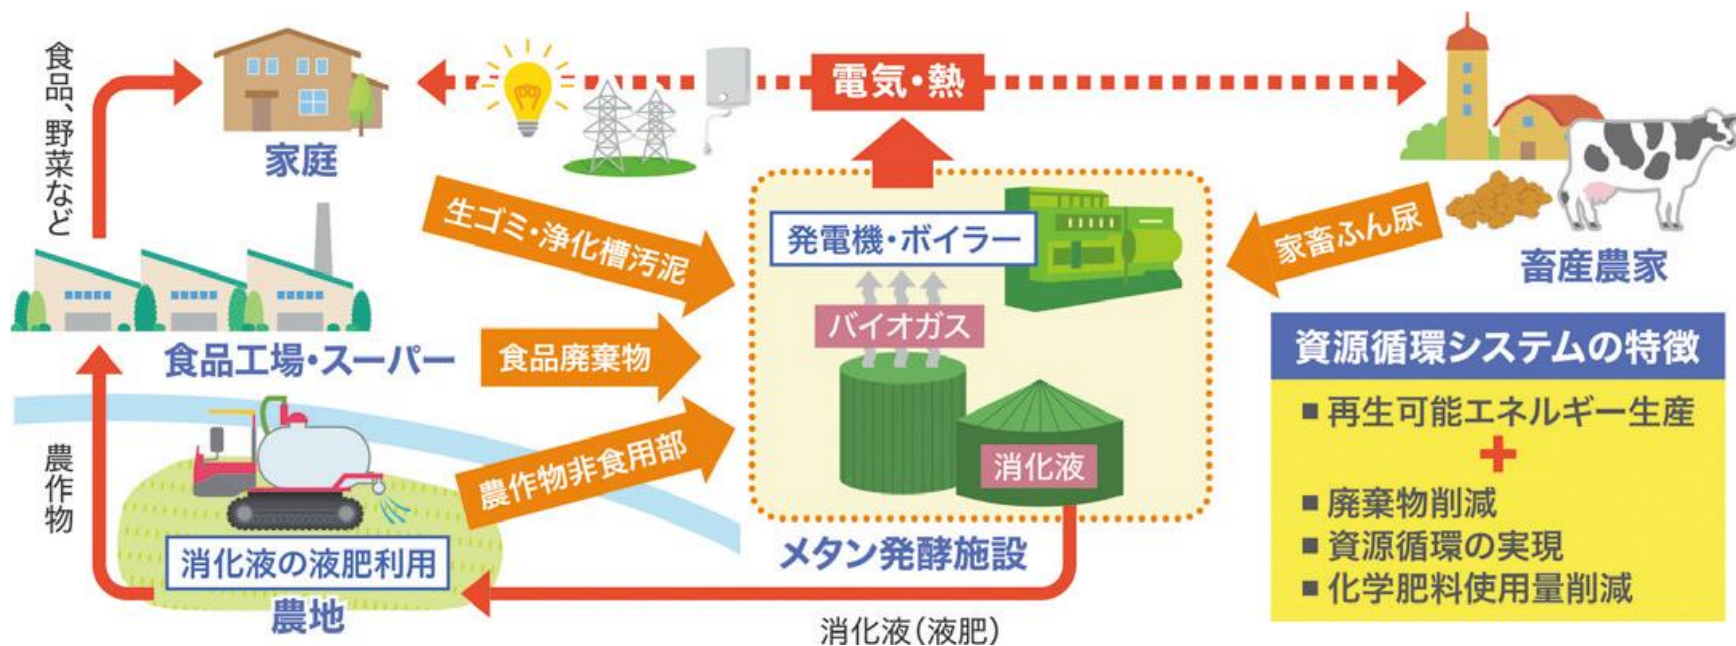 食品、野菜など
家庭
電気・熱
生ゴミ・浄化槽汚泥
発電機・ボイラー
家畜ふん尿
畜産農家
バイオガス
食品工場・スーパー
食品廃棄物
農作物
農作物非食用部
消化液
消化液の液肥利用
農地
メタン発酵施設
消化液（液肥）
資源循環システムの特徴
■ 再生可能エネルギー生産
+
■ 廃棄物削減
■ 資源循環の実現
■ 化学肥料使用量削減